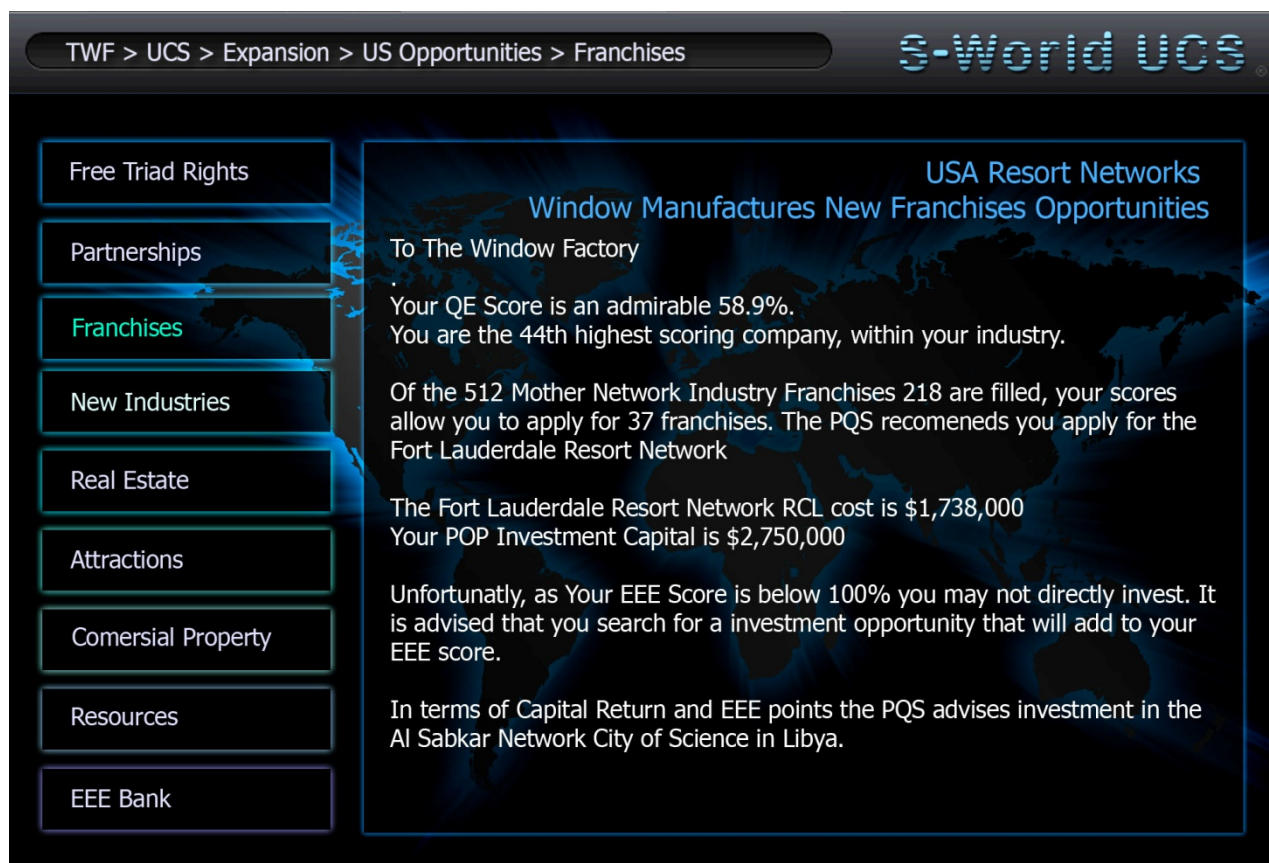 TWF > UCS > Expansion > US Opportunities > Franchises
S-World UCS
®
Free Triad Rights
Partnerships
Franchises
New Industries
Real Estate
Attractions
Comersial Property
Resources
EEE Bank
USA Resort Networks
Window Manufactures New Franchises Opportunities
To The Window Factory
.
Your QE Score is an admirable 58.9%.
You are the 44th highest scoring company, within your industry.
Of the 512 Mother Network Industry Franchises 218 are filled, your scores
allow you to apply for 37 franchises. The PQS recomeneds you apply for the
Fort Lauderdale Resort Network
The Fort Lauderdale Resort Network RCL cost is $1,738,000
Your POP Investment Capital is $2,750,000
Unfortunatly, as Your EEE Score is below 100% you may not directly invest. It
is advised that you search for a investment opportunity that will add to your
EEE score.
In terms of Capital Return and EEE points the PQS advises investment in the
Al Sabkar Network City of Science in Libya.